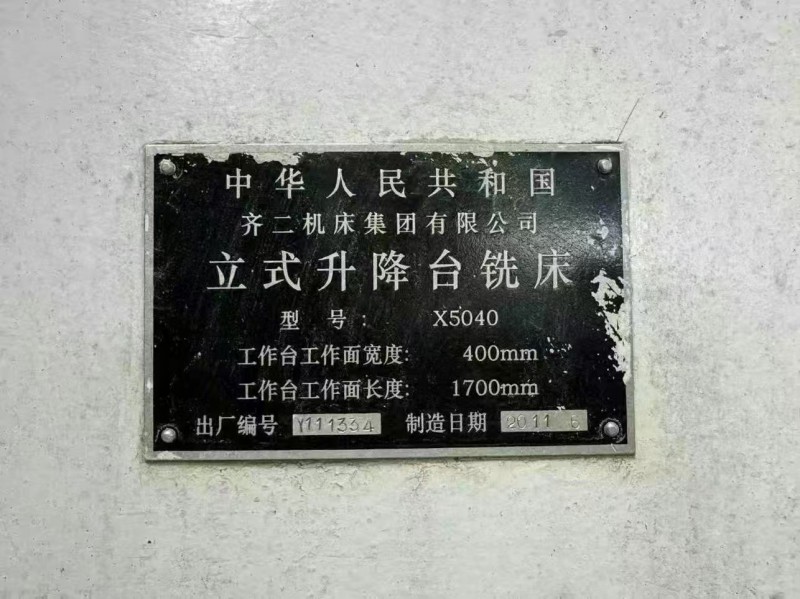 中华人民共和国
齐二机床集团有限公司
立式升降台铣床
型号: X5040
工作台工作面宽度: 400mm
工作台工作面长度: 1700mm
出厂编号 Y111334 制造日期 2011 5